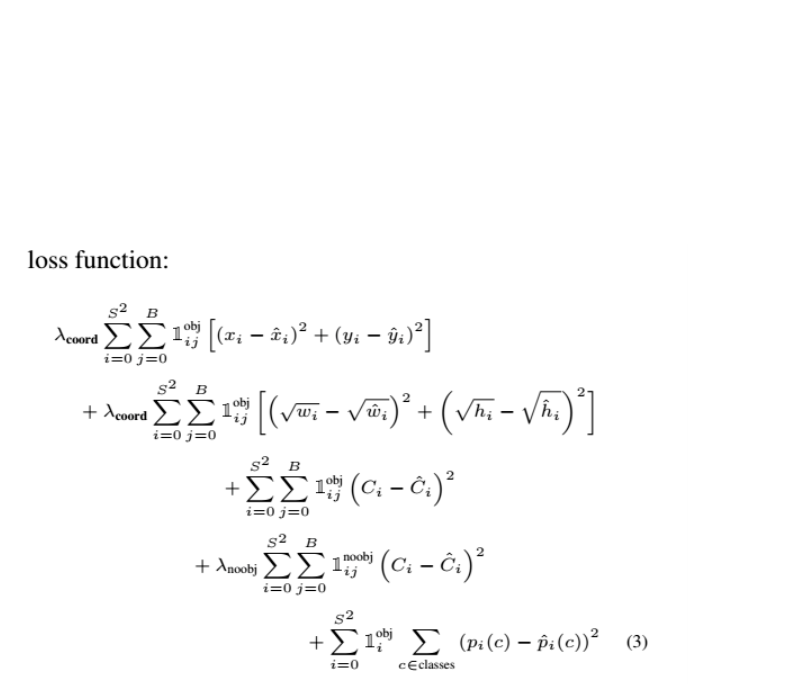 loss function:
$\lambda_{\textbf{coord}} \sum_{i=0}^{S^2} \sum_{j=0}^{B} \mathbb{1}_{ij}^{\text{obj}} \left[ (x_i - \hat{x}_i)^2 + (y_i - \hat{y}_i)^2 \right]$
$+ \lambda_{\textbf{coord}} \sum_{i=0}^{S^2} \sum_{j=0}^{B} \mathbb{1}_{ij}^{\text{obj}} \left[ \left( \sqrt{w_i} - \sqrt{\hat{w}_i} \right)^2 + \left( \sqrt{h_i} - \sqrt{\hat{h}_i} \right)^2 \right]$
$+ \sum_{i=0}^{S^2} \sum_{j=0}^{B} \mathbb{1}_{ij}^{\text{obj}} \left( C_i - \hat{C}_i \right)^2$
$+ \lambda_{\text{noobj}} \sum_{i=0}^{S^2} \sum_{j=0}^{B} \mathbb{1}_{ij}^{\text{noobj}} \left( C_i - \hat{C}_i \right)^2$
$+ \sum_{i=0}^{S^2} \mathbb{1}_{i}^{\text{obj}} \sum_{c \in \text{classes}} (p_i(c) - \hat{p}_i(c))^2$ (3)